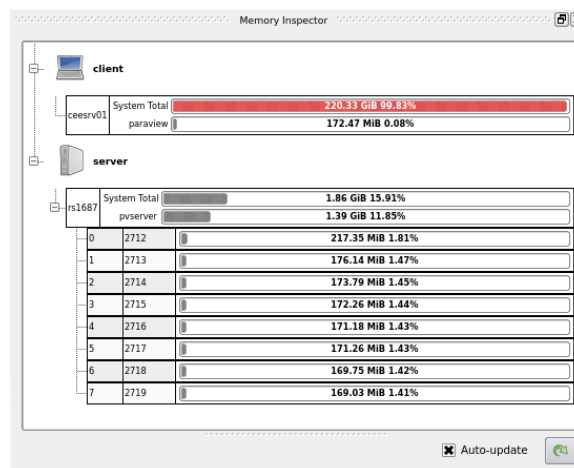 Memory Inspector
client
ceesrv01
System Total 220.33 GiB 99.83%
paraview 172.47 MiB 0.08%
server
rs1687
System Total 1.86 GiB 15.91%
pvserver 1.39 GiB 11.85%
0 2712 217.35 MiB 1.81%
1 2713 176.14 MiB 1.47%
2 2714 173.79 MiB 1.45%
3 2715 172.26 MiB 1.44%
4 2716 171.18 MiB 1.43%
5 2717 171.26 MiB 1.43%
6 2718 169.75 MiB 1.42%
7 2719 169.03 MiB 1.41%
Auto-update